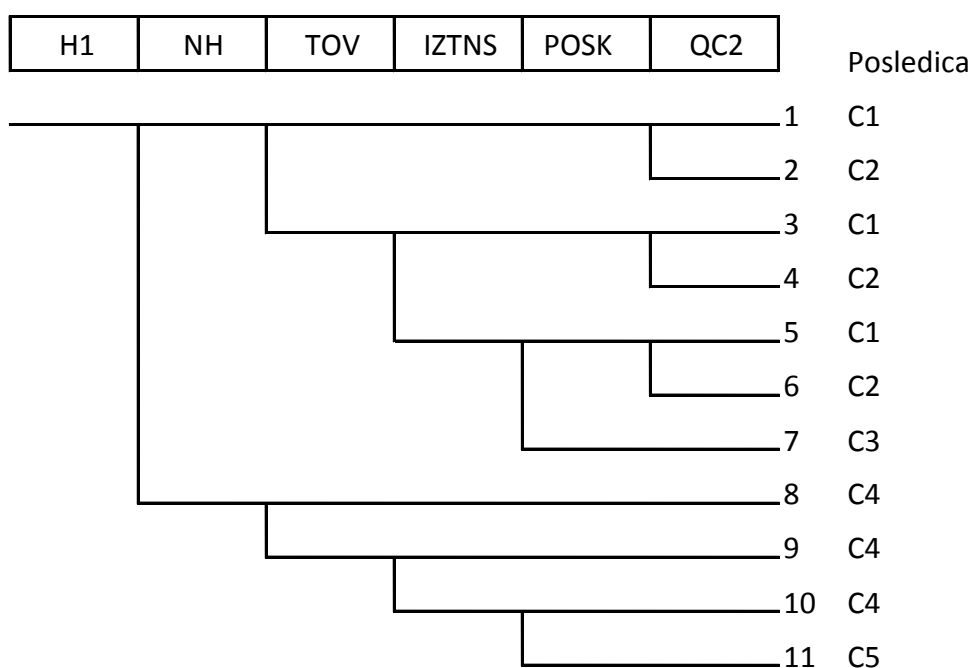 H1 NH TOV IZTNS POSK QC2
Posledica
1 C1
2 C2
3 C1
4 C2
5 C1
6 C2
7 C3
8 C4
9 C4
10 C4
11 C5